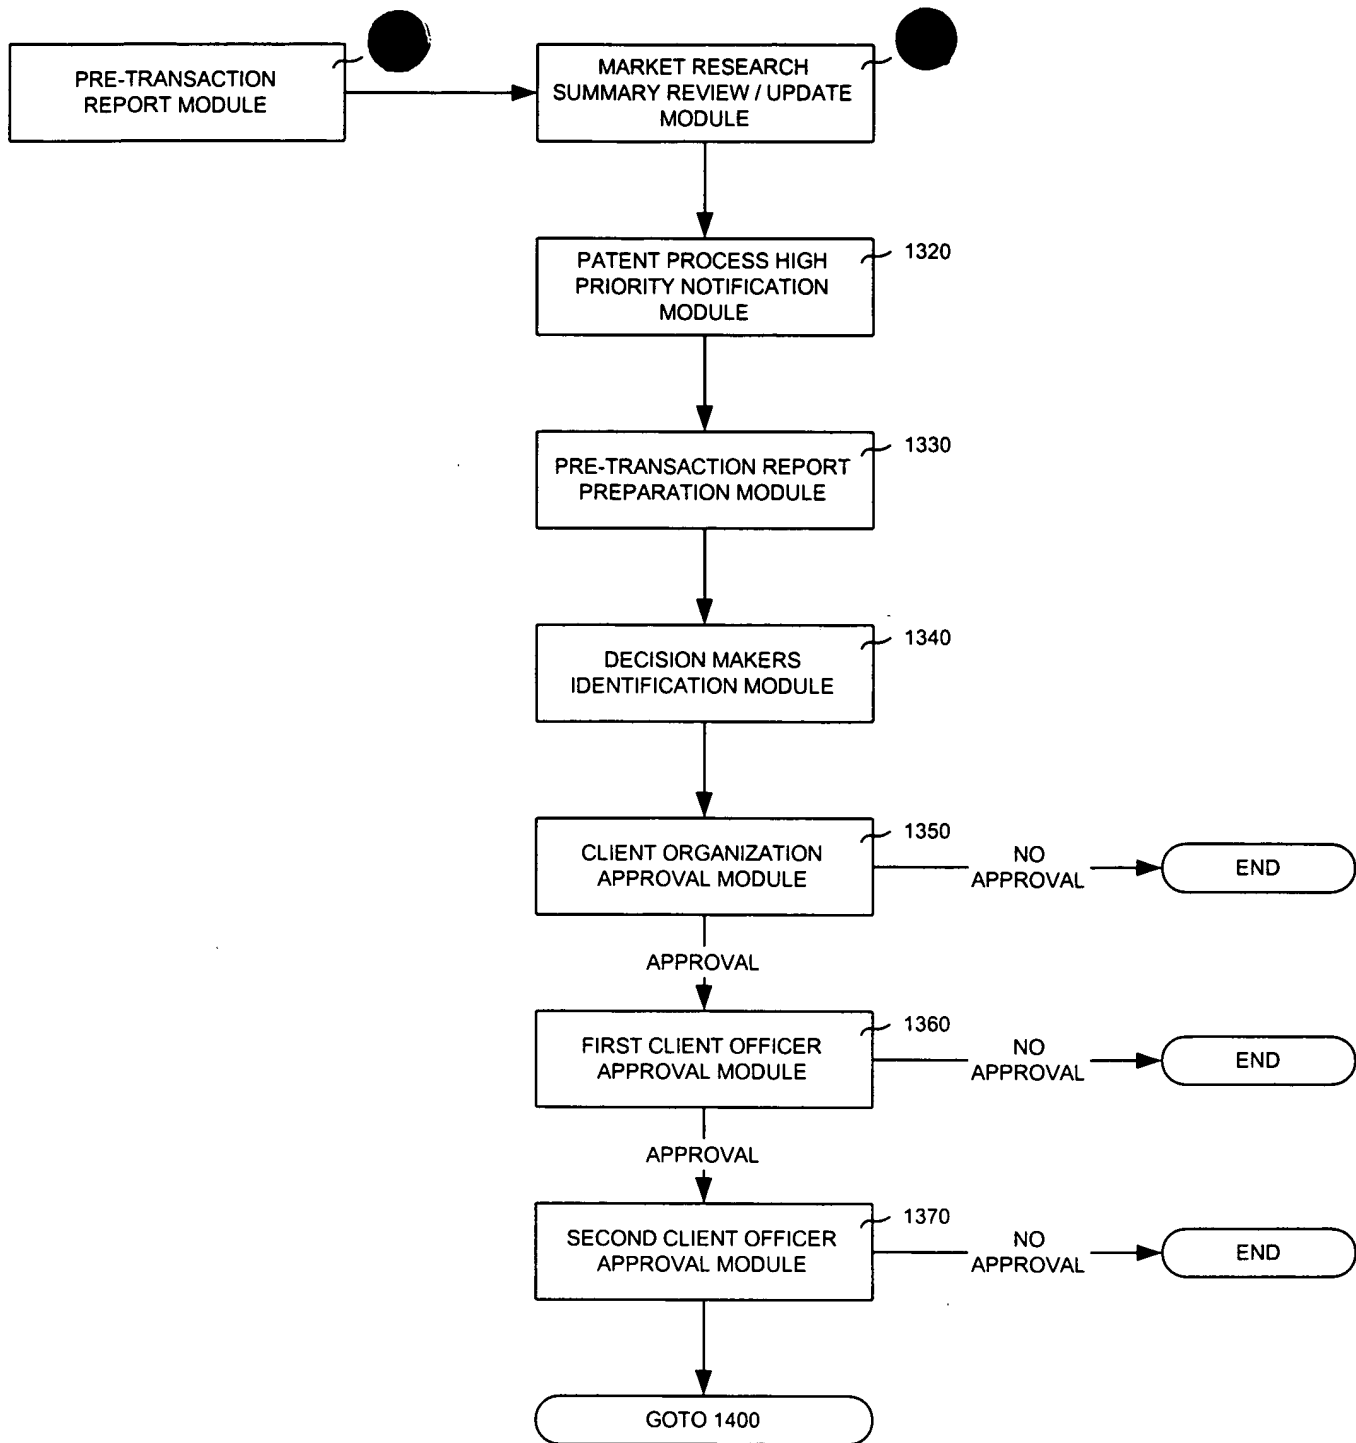 PRE-TRANSACTION
REPORT MODULE
MARKET RESEARCH
SUMMARY REVIEW / UPDATE
MODULE
1320
PATENT PROCESS HIGH
PRIORITY NOTIFICATION
MODULE
1330
PRE-TRANSACTION REPORT
PREPARATION MODULE
1340
DECISION MAKERS
IDENTIFICATION MODULE
1350
CLIENT ORGANIZATION
APPROVAL MODULE
NO
APPROVAL
END
APPROVAL
1360
FIRST CLIENT OFFICER
APPROVAL MODULE
NO
APPROVAL
END
APPROVAL
1370
SECOND CLIENT OFFICER
APPROVAL MODULE
NO
APPROVAL
END
GOTO 1400